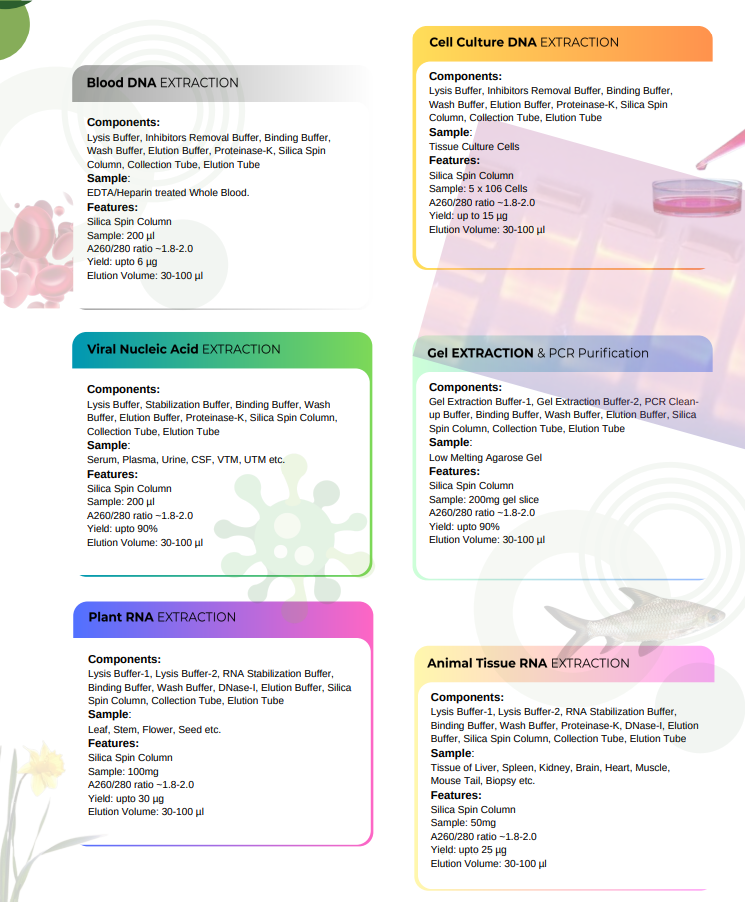 Blood DNA EXTRACTION
Components:
Lysis Buffer, Inhibitors Removal Buffer, Binding Buffer,
Wash Buffer, Elution Buffer, Proteinase-K, Silica Spin
Column, Collection Tube, Elution Tube
Sample:
EDTA/Heparin treated Whole Blood.
Features:
Silica Spin Column
Sample: 200 µl
A260/280 ratio ~1.8-2.0
Yield: upto 6 µg
Elution Volume: 30-100 µl
Viral Nucleic Acid EXTRACTION
Components:
Lysis Buffer, Stabilization Buffer, Binding Buffer, Wash
Buffer, Elution Buffer, Proteinase-K, Silica Spin Column,
Collection Tube, Elution Tube
Sample:
Serum, Plasma, Urine, CSF, VTM, UTM etc.
Features:
Silica Spin Column
Sample: 200 µl
A260/280 ratio ~1.8-2.0
Yield: upto 90%
Elution Volume: 30-100 µl
Plant RNA EXTRACTION
Components:
Lysis Buffer-1, Lysis Buffer-2, RNA Stabilization Buffer,
Binding Buffer, Wash Buffer, DNase-I, Elution Buffer, Silica
Spin Column, Collection Tube, Elution Tube
Sample:
Leaf, Stem, Flower, Seed etc.
Features:
Silica Spin Column
Sample: 100mg
A260/280 ratio ~1.8-2.0
Yield: upto 30 µg
Elution Volume: 30-100 µl
Cell Culture DNA EXTRACTION
Components:
Lysis Buffer, Inhibitors Removal Buffer, Binding Buffer,
Wash Buffer, Elution Buffer, Proteinase-K, Silica Spin
Column, Collection Tube, Elution Tube
Sample:
Tissue Culture Cells
Features:
Silica Spin Column
Sample: 5 x 106 Cells
A260/280 ratio ~1.8-2.0
Yield: up to 15 µg
Elution Volume: 30-100 µl
Gel EXTRACTION & PCR Purification
Components:
Gel Extraction Buffer-1, Gel Extraction Buffer-2, PCR Clean-
up Buffer, Binding Buffer, Wash Buffer, Elution Buffer, Silica
Spin Column, Collection Tube, Elution Tube
Sample:
Low Melting Agarose Gel
Features:
Silica Spin Column
Sample: 200mg gel slice
A260/280 ratio ~1.8-2.0
Yield: upto 90%
Elution Volume: 30-100 µl
Animal Tissue RNA EXTRACTION
Components:
Lysis Buffer-1, Lysis Buffer-2, RNA Stabilization Buffer,
Binding Buffer, Wash Buffer, Proteinase-K, DNase-I, Elution
Buffer, Silica Spin Column, Collection Tube, Elution Tube
Sample:
Tissue of Liver, Spleen, Kidney, Brain, Heart, Muscle,
Mouse Tail, Biopsy etc.
Features:
Silica Spin Column
Sample: 50mg
A260/280 ratio ~1.8-2.0
Yield: upto 25 µg
Elution Volume: 30-100 µl